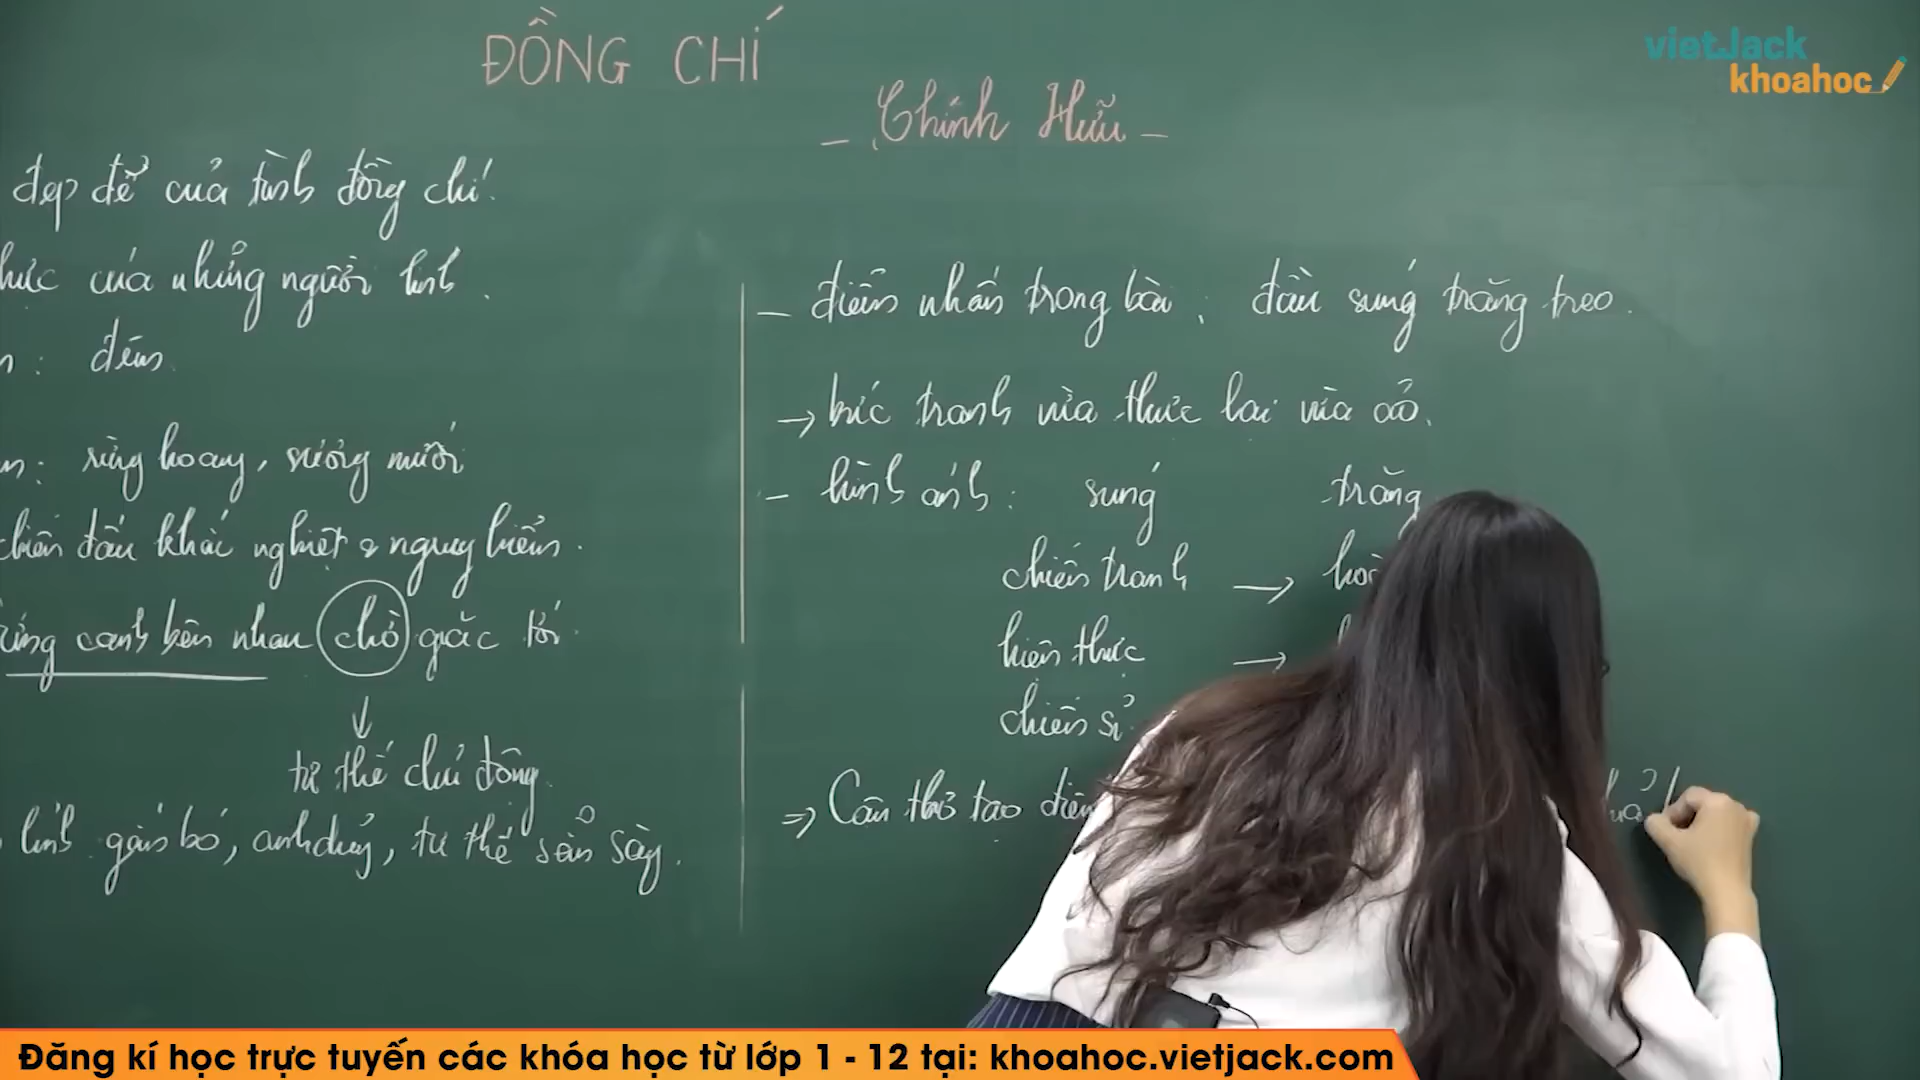 ĐỒNG CHÍ
- Chính Hữu -
vietJack
khoahoc
đẹp đẽ của tình đồng chí.
của những người lính.
: đêm
: rừng hoang, sương muối
chiến đấu khắc nghiệt & nguy hiểm.
cạnh bên nhau chờ giặc tới
↓
tư thế chủ động
lính gắn bó, anh dũng, tư thế sẵn sàng.
- điểm nhấn trong bài: đầu súng trăng treo.
→ bức tranh vừa thực lại vừa ảo.
- hình ảnh: súng trăng
chiến tranh →
hiện thực →
chiến sĩ
=> Câu thơ tạo
Đăng kí học trực tuyến các khóa học từ lớp 1 - 12 tại: khoahoc.vietjack.com